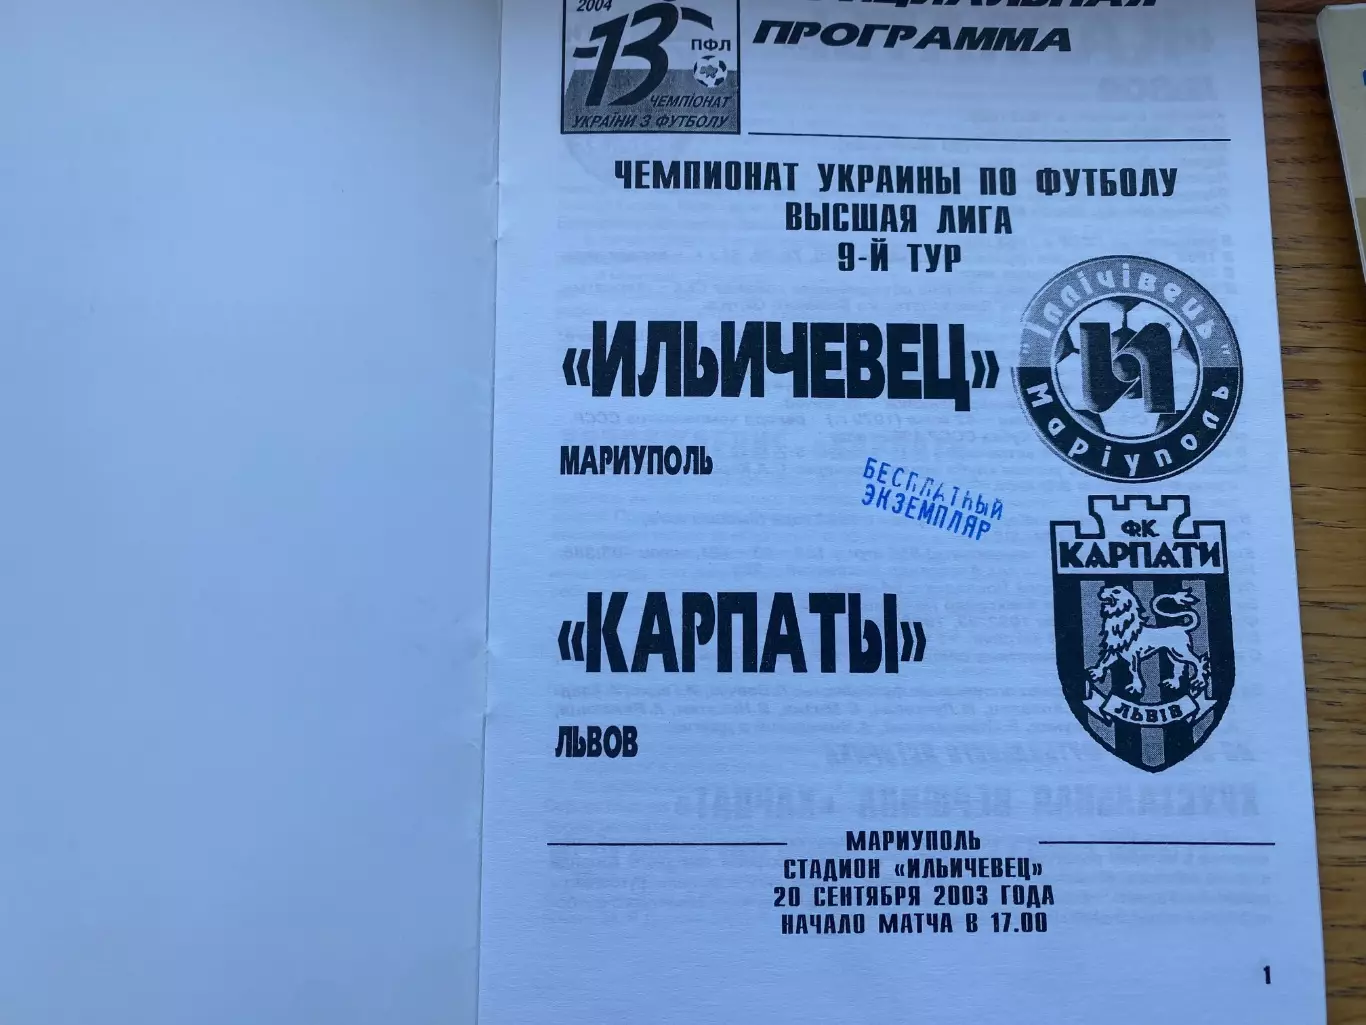 2004
13
ПФЛ
ЧЕМПІОНАТ
УКРАЇНИ З ФУТБОЛУ
ПРОГРАММА
ЧЕМПИОНАТ УКРАИНЫ ПО ФУТБОЛУ
ВЫСШАЯ ЛИГА
9-Й ТУР
«ИЛЬИЧЕВЕЦ»
МАРИУПОЛЬ
"Іллічівець"
И
Маріуполь
БЕСПЛАТНЫЙ
ЭКЗЕМПЛЯР
ФК
КАРПАТИ
ЛЬВІВ
«КАРПАТЫ»
ЛЬВОВ
МАРИУПОЛЬ
СТАДИОН «ИЛЬИЧЕВЕЦ»
20 СЕНТЯБРЯ 2003 ГОДА
НАЧАЛО МАТЧА В 17.00
1